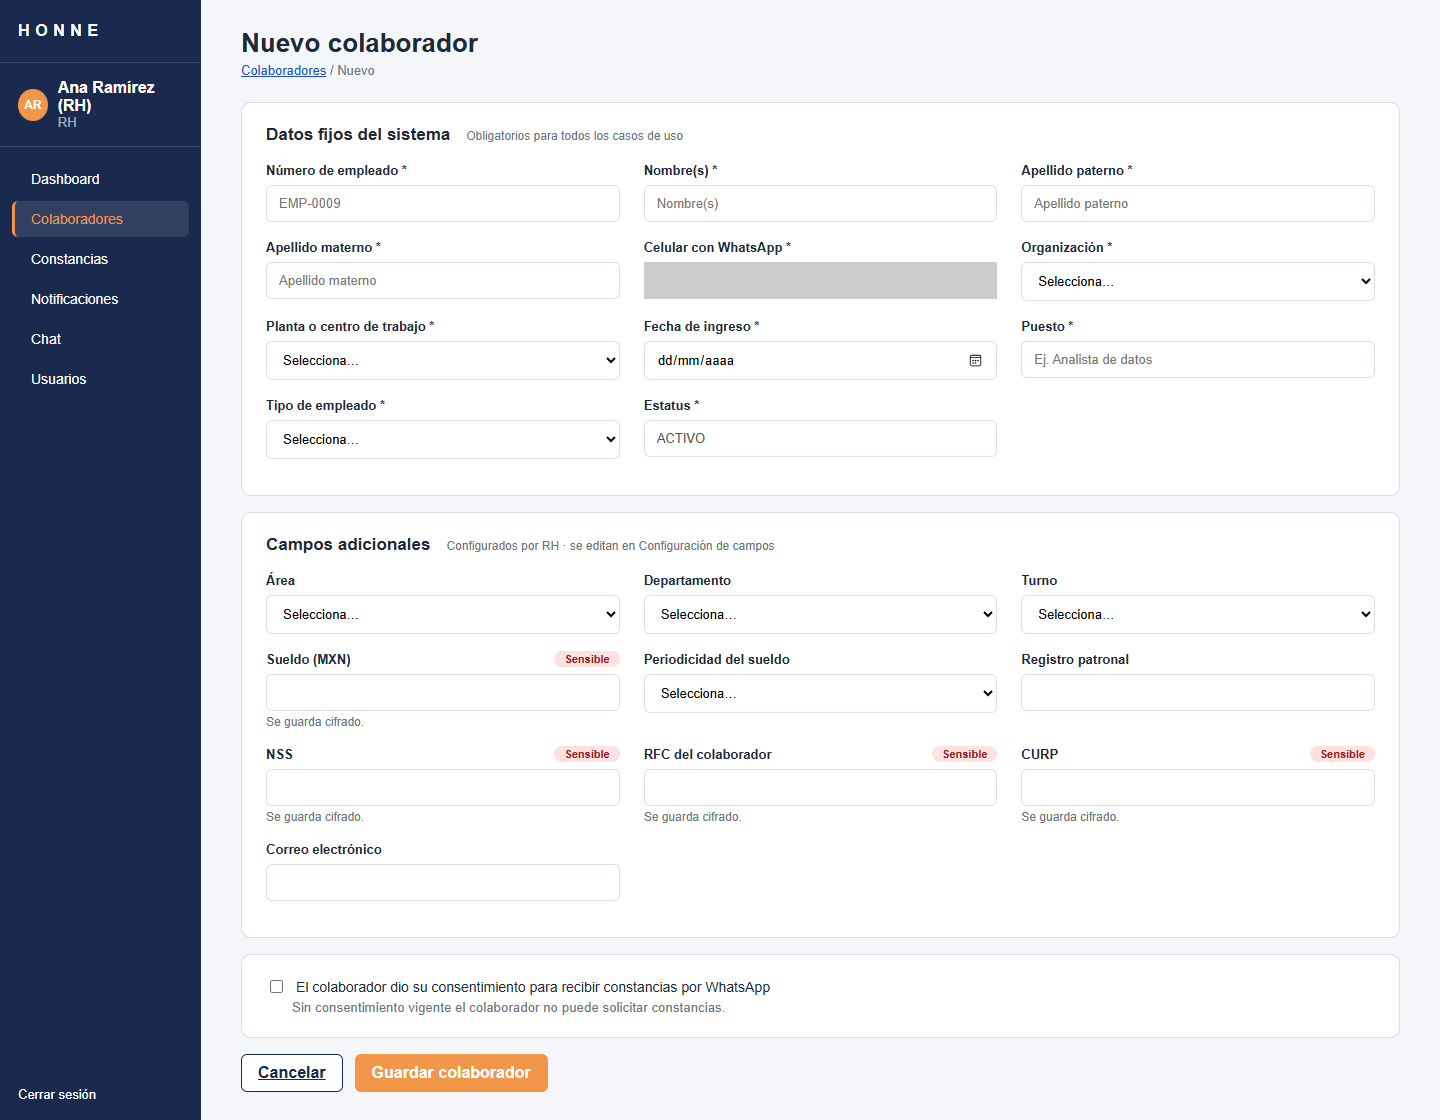 HONNE
AR
Ana Ramírez
(RH)
RH
Dashboard
Colaboradores
Constancias
Notificaciones
Chat
Usuarios
Cerrar sesión
Nuevo colaborador
Colaboradores / Nuevo
Datos fijos del sistema Obligatorios para todos los casos de uso
Número de empleado * Nombre(s) * Apellido paterno *
EMP-0009 Nombre(s) Apellido paterno
Apellido materno * Celular con WhatsApp * Organización *
Apellido materno Selecciona...
Planta o centro de trabajo * Fecha de ingreso * Puesto *
Selecciona... dd/mm/aaaa Ej. Analista de datos
Tipo de empleado * Estatus *
Selecciona... ACTIVO
Campos adicionales Configurados por RH · se editan en Configuración de campos
Área Departamento Turno
Selecciona... Selecciona... Selecciona...
Sueldo (MXN) Sensible Periodicidad del sueldo Registro patronal
Selecciona...
Se guarda cifrado.
NSS Sensible RFC del colaborador Sensible CURP Sensible
Se guarda cifrado. Se guarda cifrado. Se guarda cifrado.
Correo electrónico
El colaborador dio su consentimiento para recibir constancias por WhatsApp
Sin consentimiento vigente el colaborador no puede solicitar constancias.
Cancelar Guardar colaborador